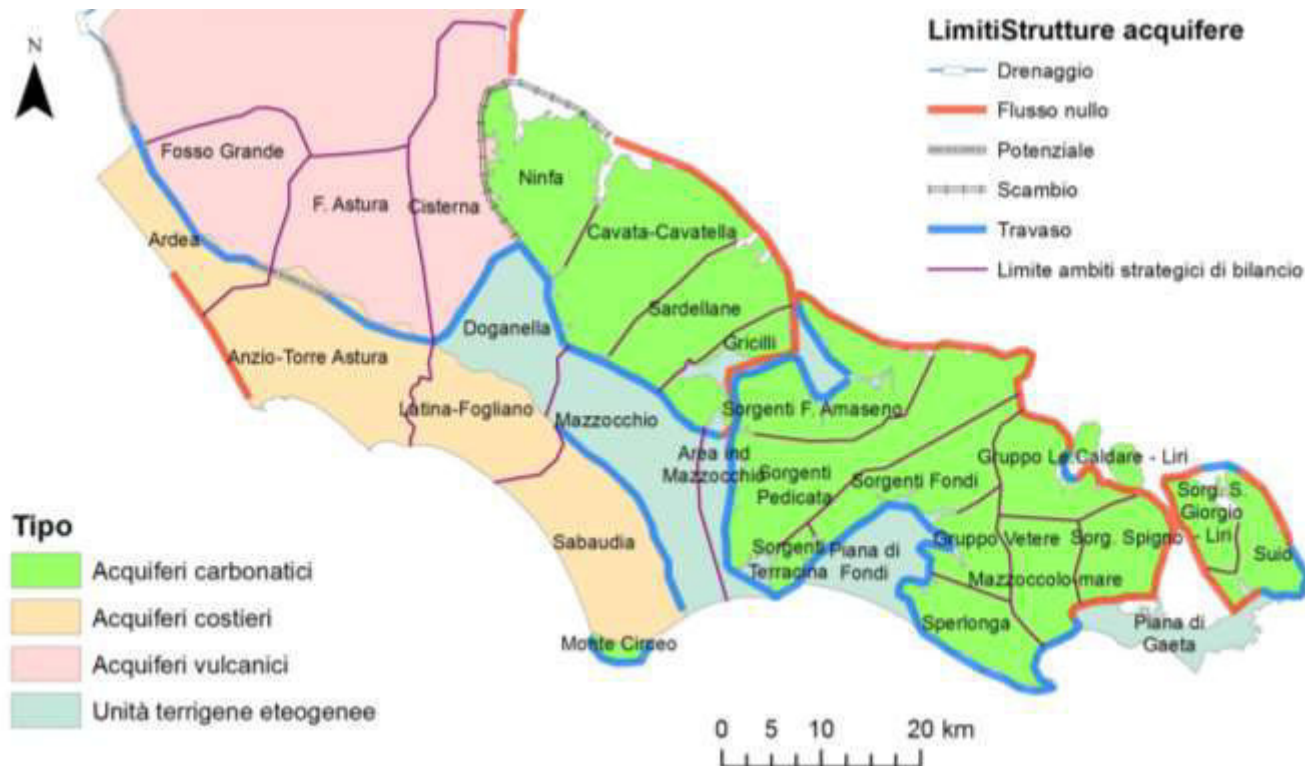 N
LimitiStrutture acquifere
Drenaggio
Flusso nullo
Potenziale
Scambio
Travaso
Limite ambiti strategici di bilancio
Fosso Grande
F. Astura
Cisterna
Ninfa
Cavata-Cavatella
Ardea
Sardellane
Doganella
Gricilli
Anzio-Torre Astura
Latina-Fogliano
Mazzocchio
Sorgenti F. Amaseno
Area ind
Mazzocchio
Sorgenti
Pedicata
Sorgenti Fondi
Gruppo Le Caldare - Liri
Sorg. S.
Giorgio
- Liri
Suio
Sabaudia
Sorgenti
Terracina
Piana di
Fondi
Gruppo Vetere
Sorg. Spigno
Mazzoccolo-mare
Sperlonga
Piana di
Gaeta
Monte Circeo
Tipo
Acquiferi carbonatici
Acquiferi costieri
Acquiferi vulcanici
Unità terrigene eteogenee
0 5 10 20 km